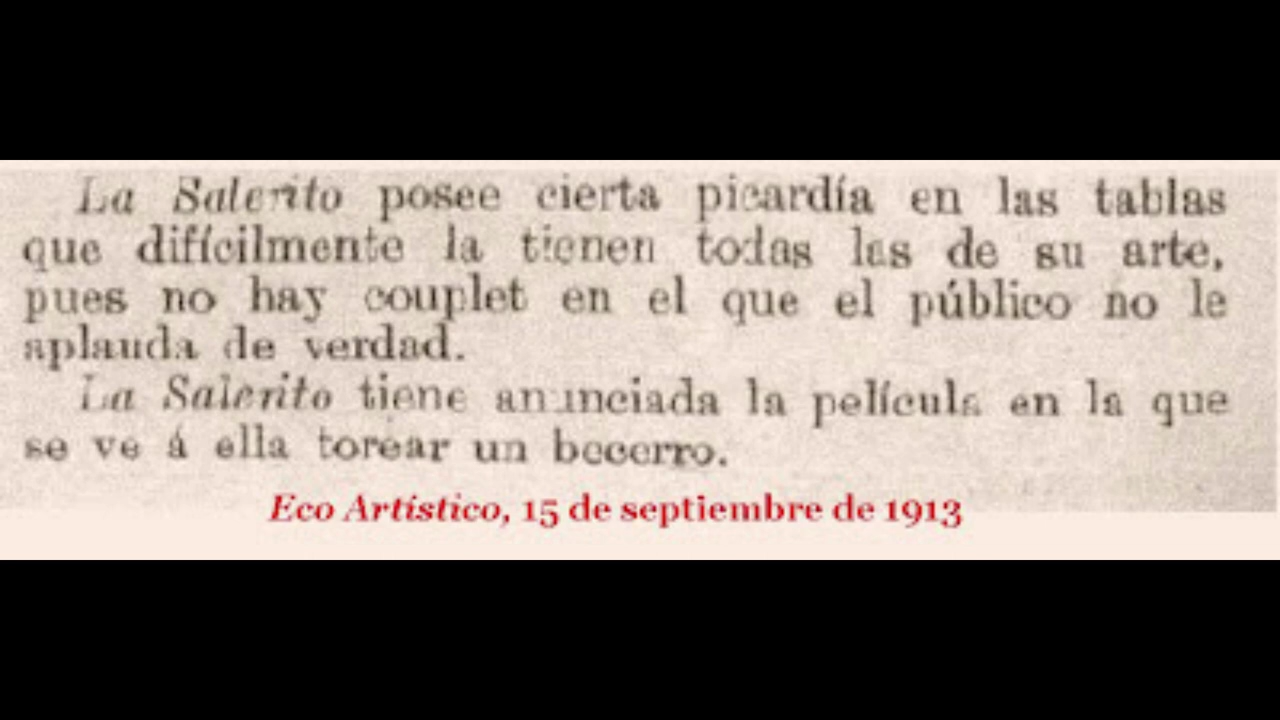 La Salerito posee cierta picardía en las tablas
que difícilmente la tienen todas las de su arte,
pues no hay couplet en el que el público no le
aplauda de verdad.
La Salerito tiene anunciada la película en la que
se ve á ella torear un becerro.
Eco Artístico, 15 de septiembre de 1913